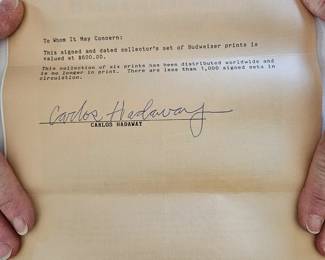 To Whom It May Concern:
This signed and dated collector's set of Budweiser prints is
valued at $600.00.
This collection of six prints has been distributed worldwide and
is no longer in print. There are less than 1,000 signed sets in
circulation.
Carlos Hadaway
CARLOS HADAWAY